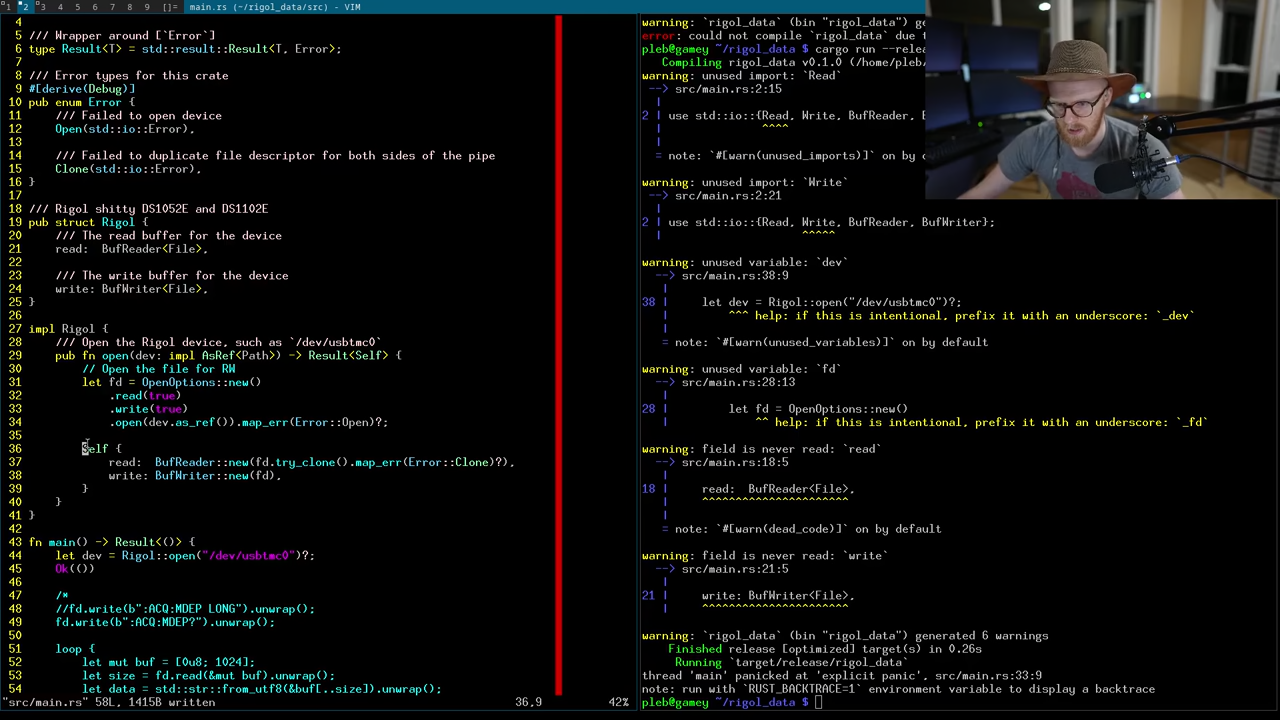 1 2 3 4 5 6 7 8 9 []= main.rs (~/rigol_data/src) - VIM
4
5 /// Wrapper around [`Error`]
6 type Result<T> = std::result::Result<T, Error>;
7
8 /// Error types for this crate
9 #[derive(Debug)]
10 pub enum Error {
11     /// Failed to open device
12     Open(std::io::Error),
13
14     /// Failed to duplicate file descriptor for both sides of the pipe
15     Clone(std::io::Error),
16 }
17
18 /// Rigol shitty DS1052E and DS1102E
19 pub struct Rigol {
20     /// The read buffer for the device
21     read:  BufReader<File>,
22
23     /// The write buffer for the device
24     write: BufWriter<File>,
25 }
26
27 impl Rigol {
28     /// Open the Rigol device, such as `/dev/usbtmc0`
29     pub fn open(dev: impl AsRef<Path>) -> Result<Self> {
30         // Open the file for RW
31         let fd = OpenOptions::new()
32             .read(true)
33             .write(true)
34             .open(dev.as_ref()).map_err(Error::Open)?;
35
36         Self {
37             read:  BufReader::new(fd.try_clone().map_err(Error::Clone)?),
38             write: BufWriter::new(fd),
39         }
40     }
41 }
42
43 fn main() -> Result<()> {
44     let dev = Rigol::open("/dev/usbtmc0")?;
45     Ok(())
46
47     /*
48     //fd.write(b":ACQ:MDEP LONG").unwrap();
49     fd.write(b":ACQ:MDEP?").unwrap();
50
51     loop {
52         let mut buf = [0u8; 1024];
53         let size = fd.read(&mut buf).unwrap();
54         let data = std::str::from_utf8(&buf[..size]).unwrap();
"src/main.rs" 58L, 1415B written 36,9 42%
warning: `rigol_data` (bin "rigol_data") ge
error: could not compile `rigol_data` due t
pleb@gamey ~/rigol_data $ cargo run --relea
Compiling rigol_data v0.1.0 (/home/pleb/
warning: unused import: `Read`
--> src/main.rs:2:15
|
2 | use std::io::{Read, Write, BufReader, B
| ^^^^
|
= note: `#[warn(unused_imports)]` on by d
warning: unused import: `Write`
--> src/main.rs:2:21
|
2 | use std::io::{Read, Write, BufReader, BufWriter};
| ^^^^^
warning: unused variable: `dev`
--> src/main.rs:38:9
|
38 |     let dev = Rigol::open("/dev/usbtmc0")?;
| ^^^ help: if this is intentional, prefix it with an underscore: `_dev`
|
= note: `#[warn(unused_variables)]` on by default
warning: unused variable: `fd`
--> src/main.rs:28:13
|
28 |         let fd = OpenOptions::new()
| ^^ help: if this is intentional, prefix it with an underscore: `_fd`
warning: field is never read: `read`
--> src/main.rs:18:5
|
18 |     read:  BufReader<File>,
| ^^^^^^^^^^^^^^^^^^^^^^
|
= note: `#[warn(dead_code)]` on by default
warning: field is never read: `write`
--> src/main.rs:21:5
|
21 |     write: BufWriter<File>,
| ^^^^^^^^^^^^^^^^^^^^^^
warning: `rigol_data` (bin "rigol_data") generated 6 warnings
Finished release [optimized] target(s) in 0.26s
Running `target/release/rigol_data`
thread 'main' panicked at 'explicit panic', src/main.rs:33:9
note: run with `RUST_BACKTRACE=1` environment variable to display a backtrace
pleb@gamey ~/rigol_data $